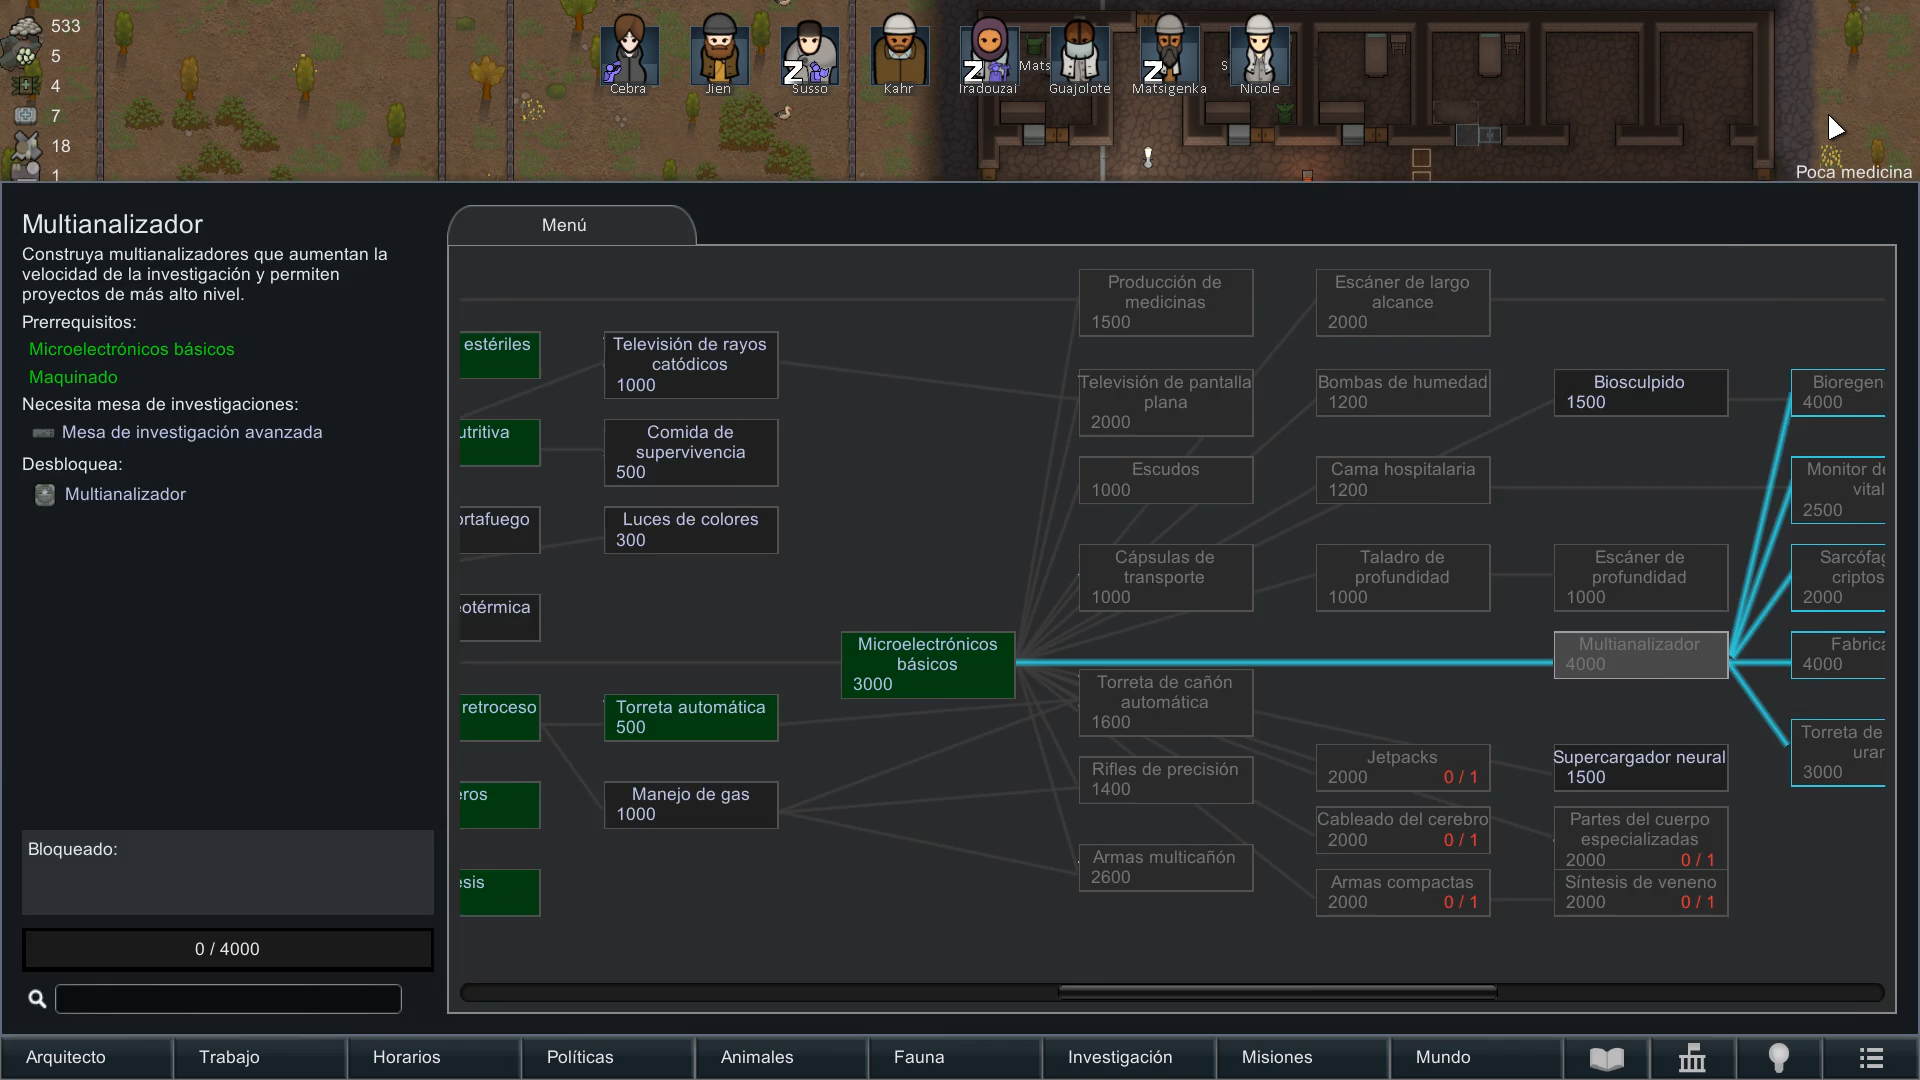 533
5
4
7
18
1
Cebra
Jien
Susso
Kahr
Iradouzai
Mats
Guajolote
Matsigenka
S
Nicole
Poca medicina
Multianalizador
Construya multianalizadores que aumentan la
velocidad de la investigación y permiten
proyectos de más alto nivel.
Prerrequisitos:
Microelectrónicos básicos
Maquinado
Necesita mesa de investigaciones:
Mesa de investigación avanzada
Desbloquea:
Multianalizador
Bloqueado:
0 / 4000
Menú
estériles
utritiva
ortafuego
eotérmica
retroceso
eros
esis
Televisión de rayos
catódicos
1000
Comida de
supervivencia
500
Luces de colores
300
Torreta automática
500
Manejo de gas
1000
Microelectrónicos
básicos
3000
Producción de
medicinas
1500
Televisión de pantalla
plana
2000
Escudos
1000
Cápsulas de
transporte
1000
Torreta de cañón
automática
1600
Rifles de precisión
1400
Armas multicañón
2600
Escáner de largo
alcance
2000
Bombas de humedad
1200
Cama hospitalaria
1200
Taladro de
profundidad
1000
Jetpacks
2000 0 / 1
Cableado del cerebro
2000 0 / 1
Armas compactas
2000 0 / 1
Biosculpido
1500
Escáner de
profundidad
1000
Multianalizador
4000
Supercargador neural
1500
Partes del cuerpo
especializadas
2000 0 / 1
Síntesis de veneno
2000 0 / 1
Bioregen
4000
Monitor de
vital
2500
Sarcófag
criptos
2000
Fabrica
4000
Torreta de
uran
3000
Arquitecto
Trabajo
Horarios
Políticas
Animales
Fauna
Investigación
Misiones
Mundo